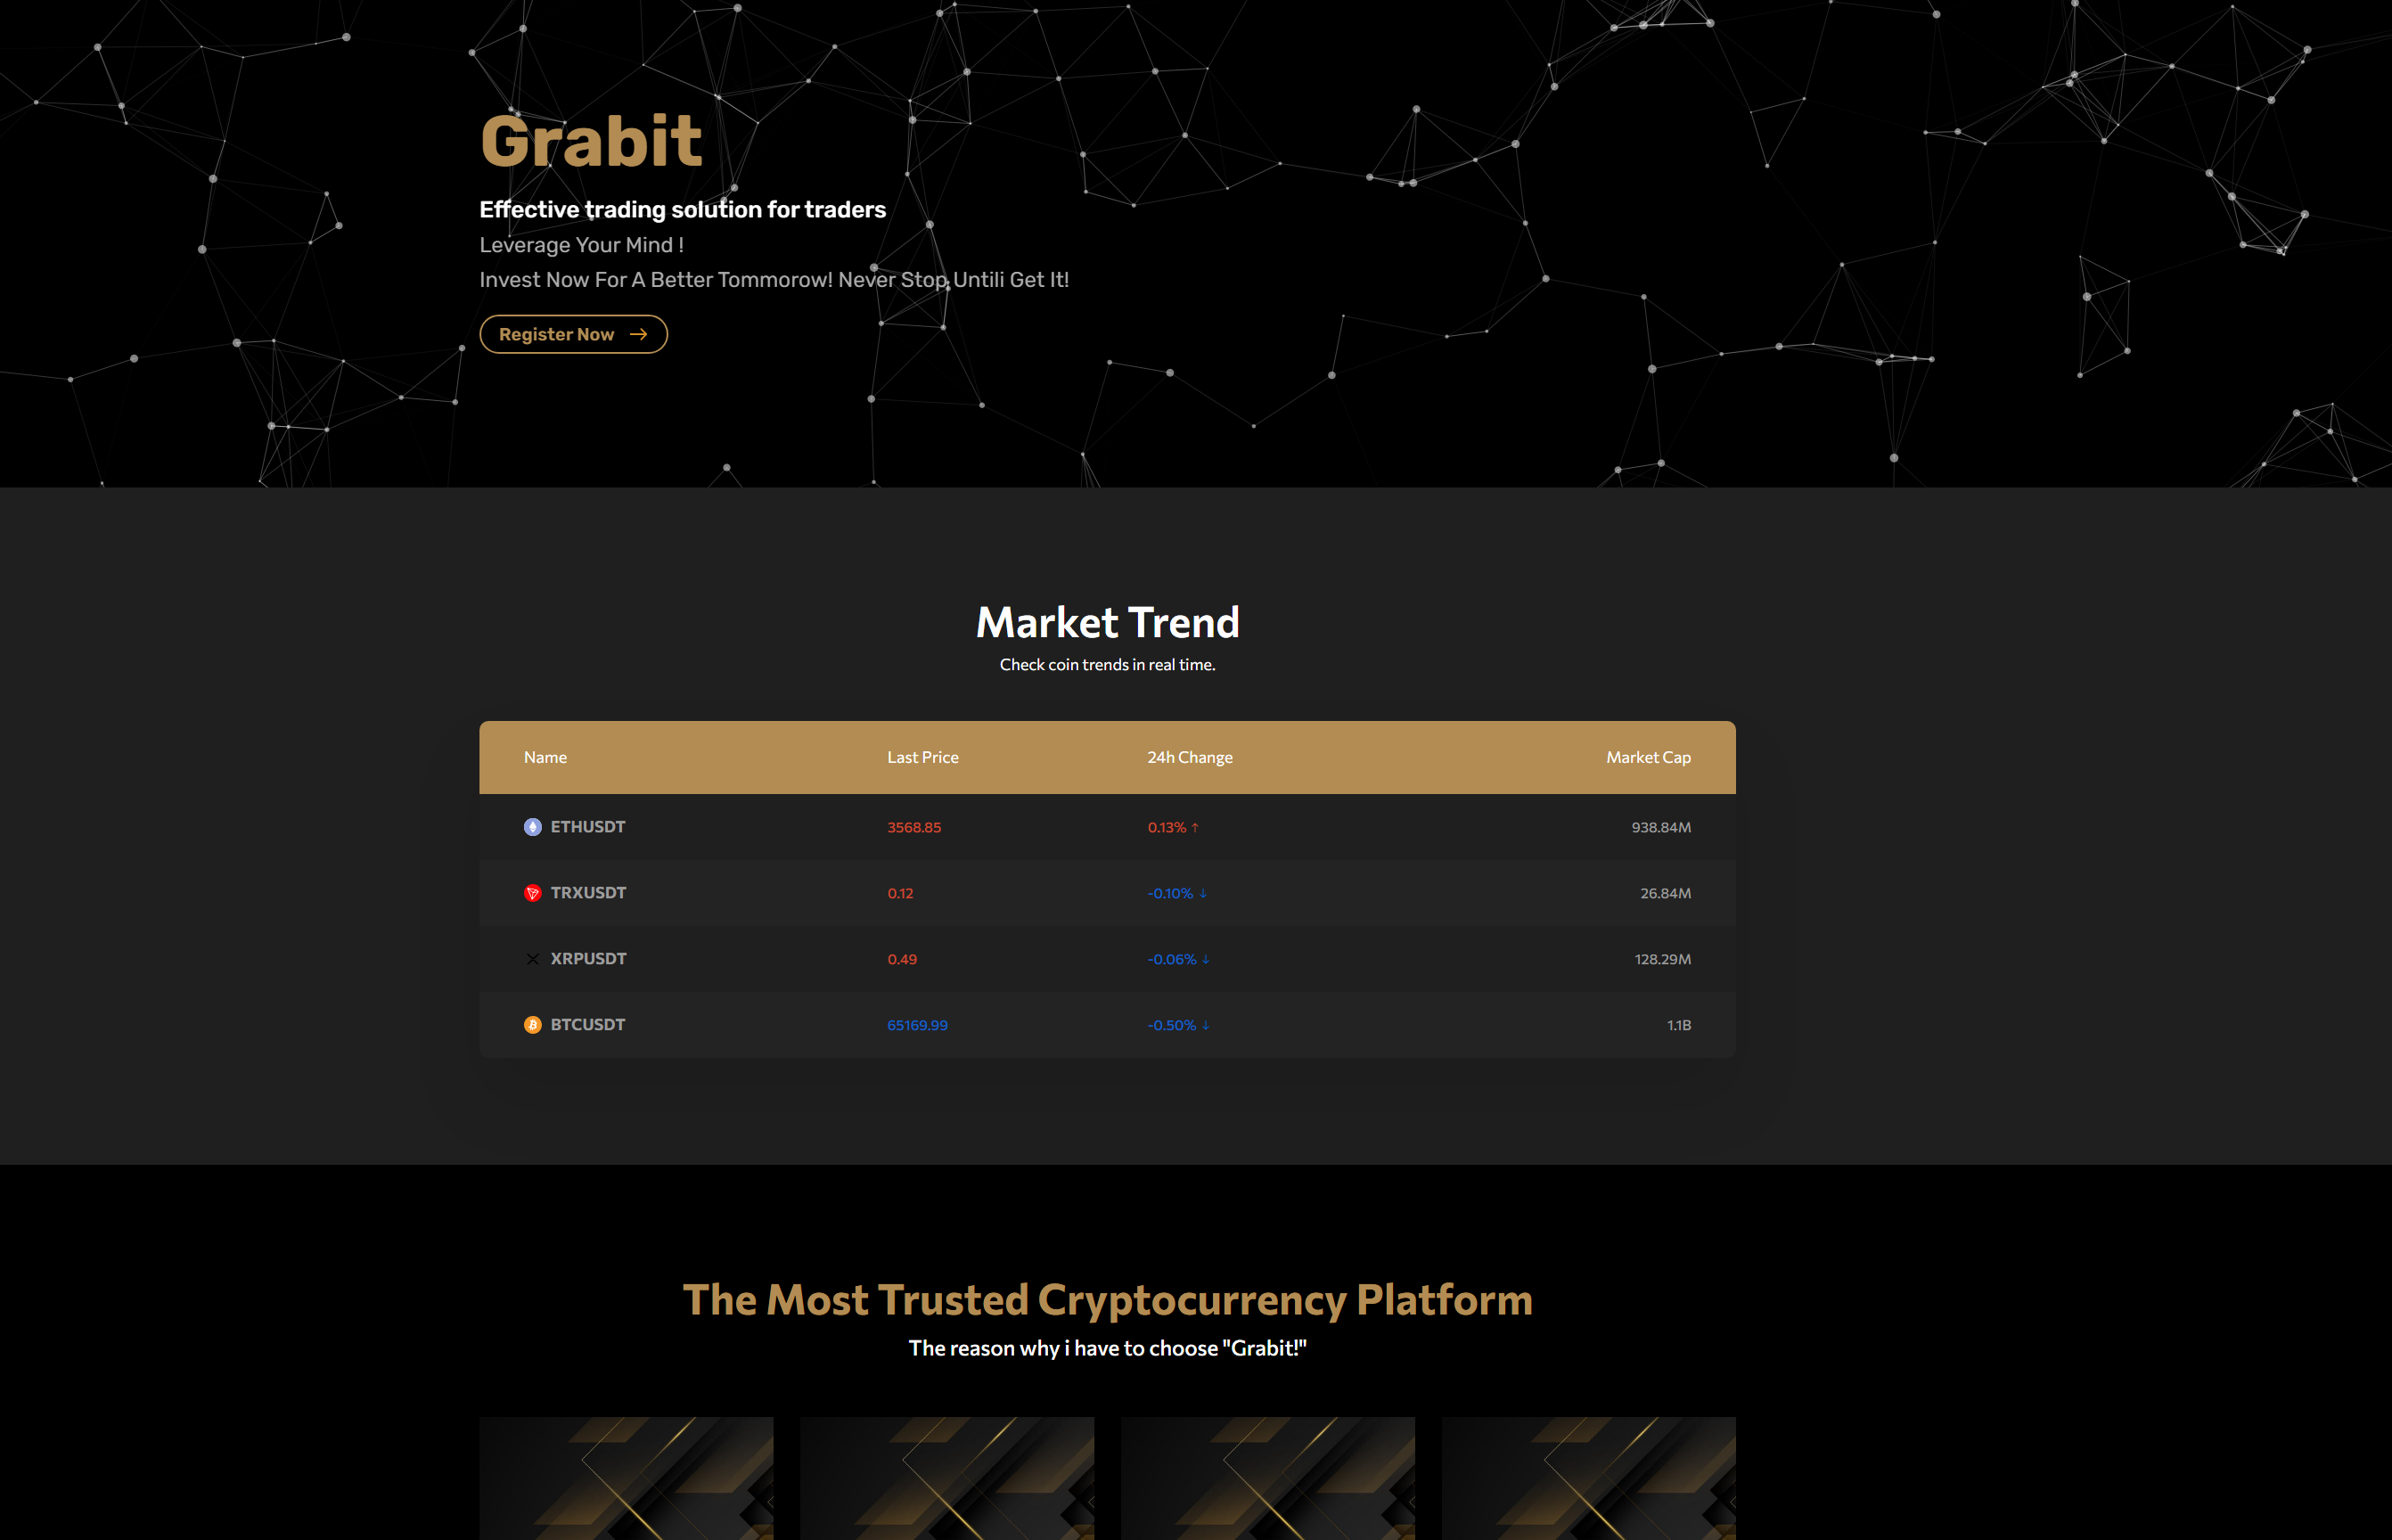 Grabit
Effective trading solution for traders
Leverage Your Mind !
Invest Now For A Better Tommorow! Never Stop Untili Get It!
Register Now →
Market Trend
Check coin trends in real time.
Name Last Price 24h Change Market Cap
ETHUSDT 3568.85 0.13% ↑ 938.84M
TRXUSDT 0.12 -0.10% ↓ 26.84M
XRPUSDT 0.49 -0.06% ↓ 128.29M
BTCUSDT 65169.99 -0.50% ↓ 1.1B
The Most Trusted Cryptocurrency Platform
The reason why i have to choose "Grabit!"